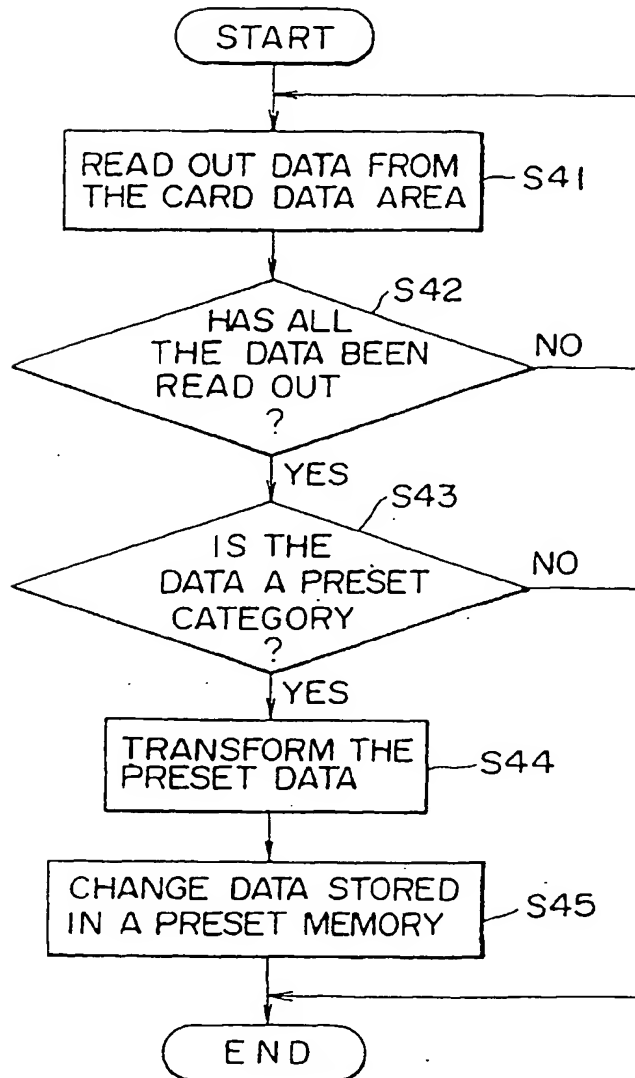 START
READ OUT DATA FROM
THE CARD DATA AREA
S41
S42
HAS ALL
THE DATA BEEN
READ OUT
?
NO
YES
S43
IS THE
DATA A PRESET
CATEGORY
?
NO
YES
TRANSFORM THE
PRESET DATA
S44
CHANGE DATA STORED
IN A PRESET MEMORY
S45
END